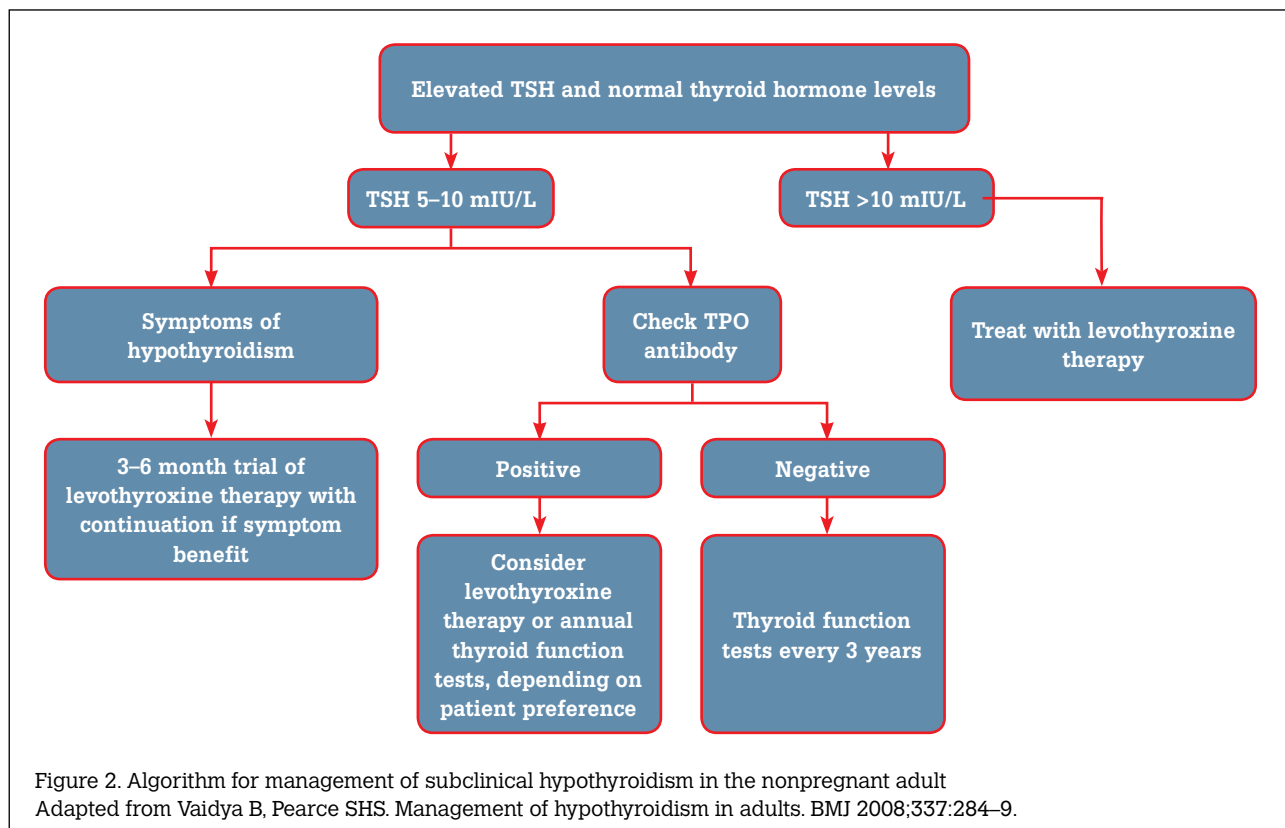 Elevated TSH and normal thyroid hormone levels
TSH 5–10 mIU/L
TSH >10 mIU/L
Symptoms of
hypothyroidism
Check TPO
antibody
Treat with levothyroxine
therapy
3–6 month trial of
levothyroxine therapy with
continuation if symptom
benefit
Positive
Negative
Consider
levothyroxine
therapy or annual
thyroid function
tests, depending on
patient preference
Thyroid function
tests every 3 years
Figure 2. Algorithm for management of subclinical hypothyroidism in the nonpregnant adult
Adapted from Vaidya B, Pearce SHS. Management of hypothyroidism in adults. BMJ 2008;337:284–9.